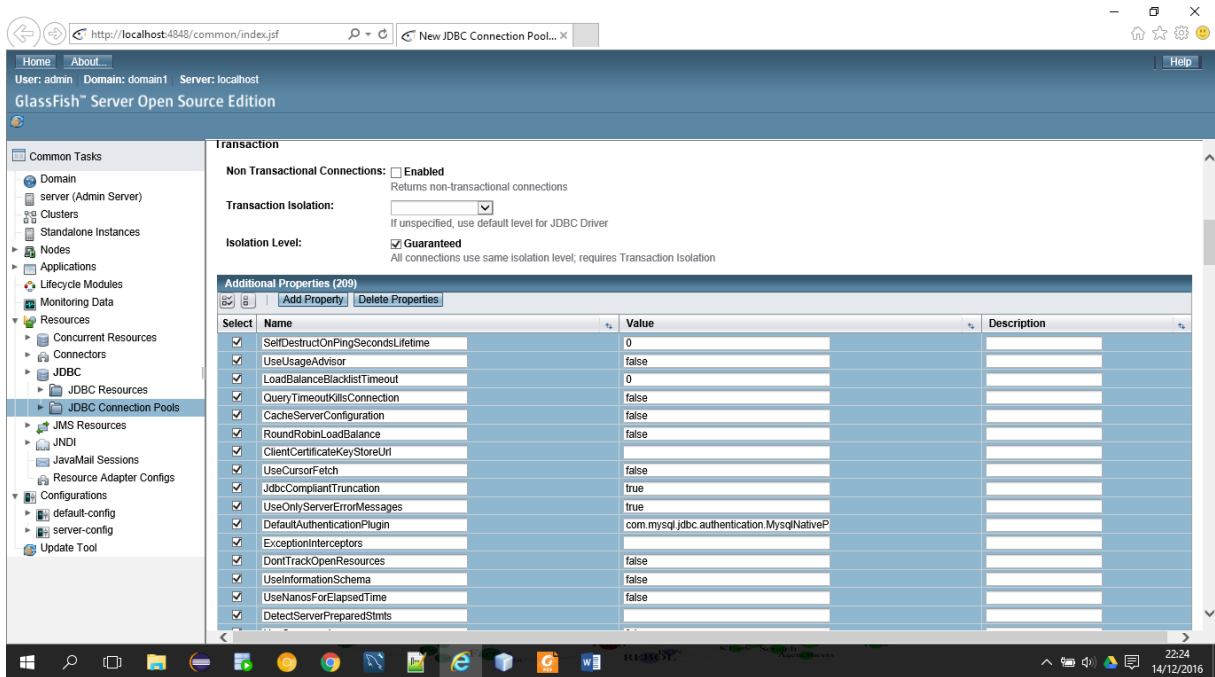 http://localhost:4848/common/index.jsf
New JDBC Connection Pool...
Home About...
Help
User: admin Domain: domain1 Server: localhost
GlassFish™ Server Open Source Edition
Common Tasks
Domain
server (Admin Server)
Clusters
Standalone Instances
Nodes
Applications
Lifecycle Modules
Monitoring Data
Resources
Concurrent Resources
Connectors
JDBC
JDBC Resources
JDBC Connection Pools
JMS Resources
JNDI
JavaMail Sessions
Resource Adapter Configs
Configurations
default-config
server-config
Update Tool
Transaction
Non Transactional Connections: Enabled
Returns non-transactional connections
Transaction Isolation:
If unspecified, use default level for JDBC Driver
Isolation Level: Guaranteed
All connections use same isolation level; requires Transaction Isolation
Additional Properties (209)
Add Property Delete Properties
Select Name Value Description
SelfDestructOnPingSecondsLifetime 0
UseUsageAdvisor false
LoadBalanceBlacklistTimeout 0
QueryTimeoutKillsConnection false
CacheServerConfiguration false
RoundRobinLoadBalance false
ClientCertificateKeyStoreUrl
UseCursorFetch false
JdbcCompliantTruncation true
UseOnlyServerErrorMessages true
DefaultAuthenticationPlugin com.mysql.jdbc.authentication.MysqlNativeP
ExceptionInterceptors
DontTrackOpenResources false
UseInformationSchema false
UseNanosForElapsedTime false
DetectServerPreparedStmts
22:24
14/12/2016